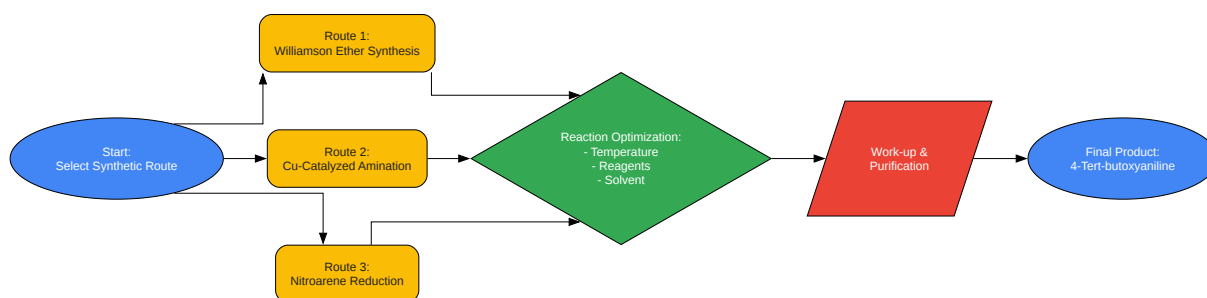 Route 1:
Williamson Ether Synthesis
Start:
Select Synthetic Route
Route 2:
Cu-Catalyzed Amination
Route 3:
Nitroarene Reduction
Reaction Optimization:
- Temperature
- Reagents
- Solvent
Work-up &
Purification
Final Product:
4-Tert-butoxyaniline